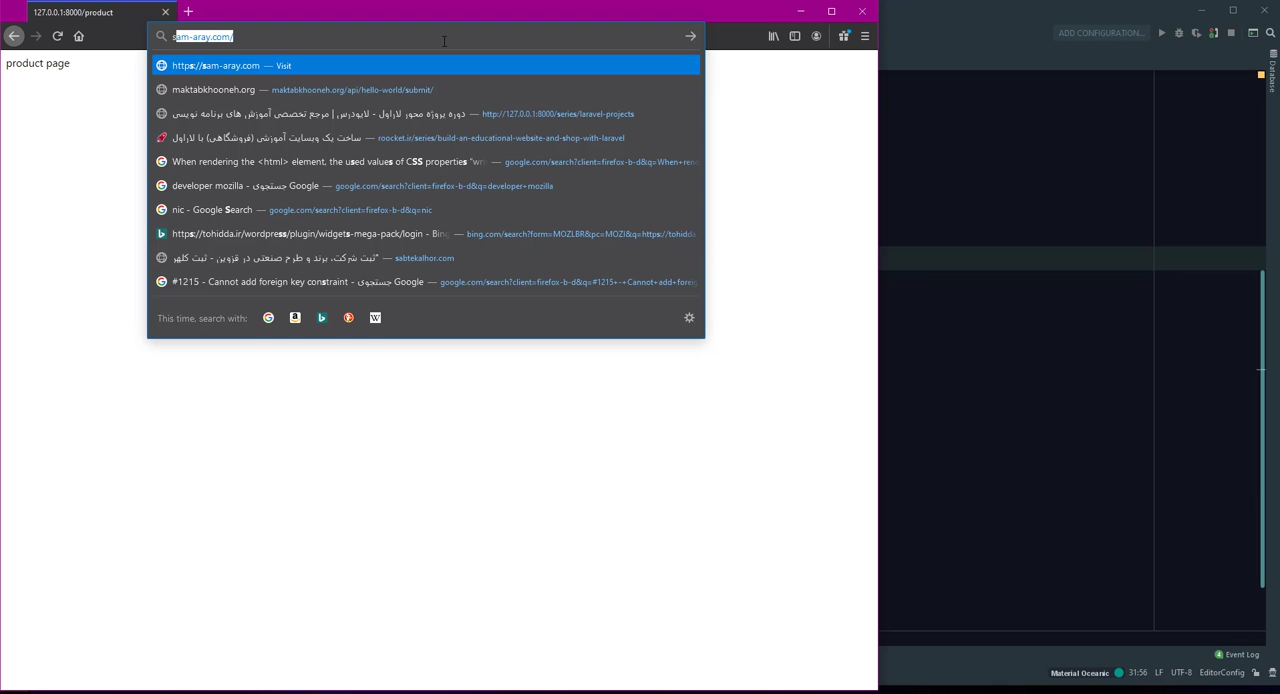 127.0.0.1:8000/product
ADD CONFIGURATION...
sam-aray.com/
product page
https://sam-aray.com — Visit
maktabkhooneh.org — maktabkhooneh.org/api/hello-world/submit/
دوره پروژه محور لاراول - لایودرس | مرجع تخصصی آموزش های برنامه نویسی — http://127.0.0.1:8000/series/laravel-projects
ساخت یک وبسایت آموزشی (فروشگاهی) با لاراول — roocket.ir/series/build-an-educational-website-and-shop-with-laravel
When rendering the <html> element, the used values of CSS properties "wr — google.com/search?client=firefox-b-d&q=When+ren
developer mozilla - جستجوی Google — google.com/search?client=firefox-b-d&q=developer+mozilla
nic - Google Search — google.com/search?client=firefox-b-d&q=nic
https://tohidda.ir/wordpress/plugin/widgets-mega-pack/login - Bing — bing.com/search?form=MOZLBR&pc=MOZI&q=https://tohidda
ثبت شرکت، برند و طرح صنعتی در قزوین - ثبت کلهر" — sabtekalhor.com
#1215 - Cannot add foreign key constraint - جستجوی Google — google.com/search?client=firefox-b-d&q=#1215+-+Cannot+add+foreig
This time, search with:
Database
4 Event Log
Material Oceanic 31:56 LF UTF-8 EditorConfig